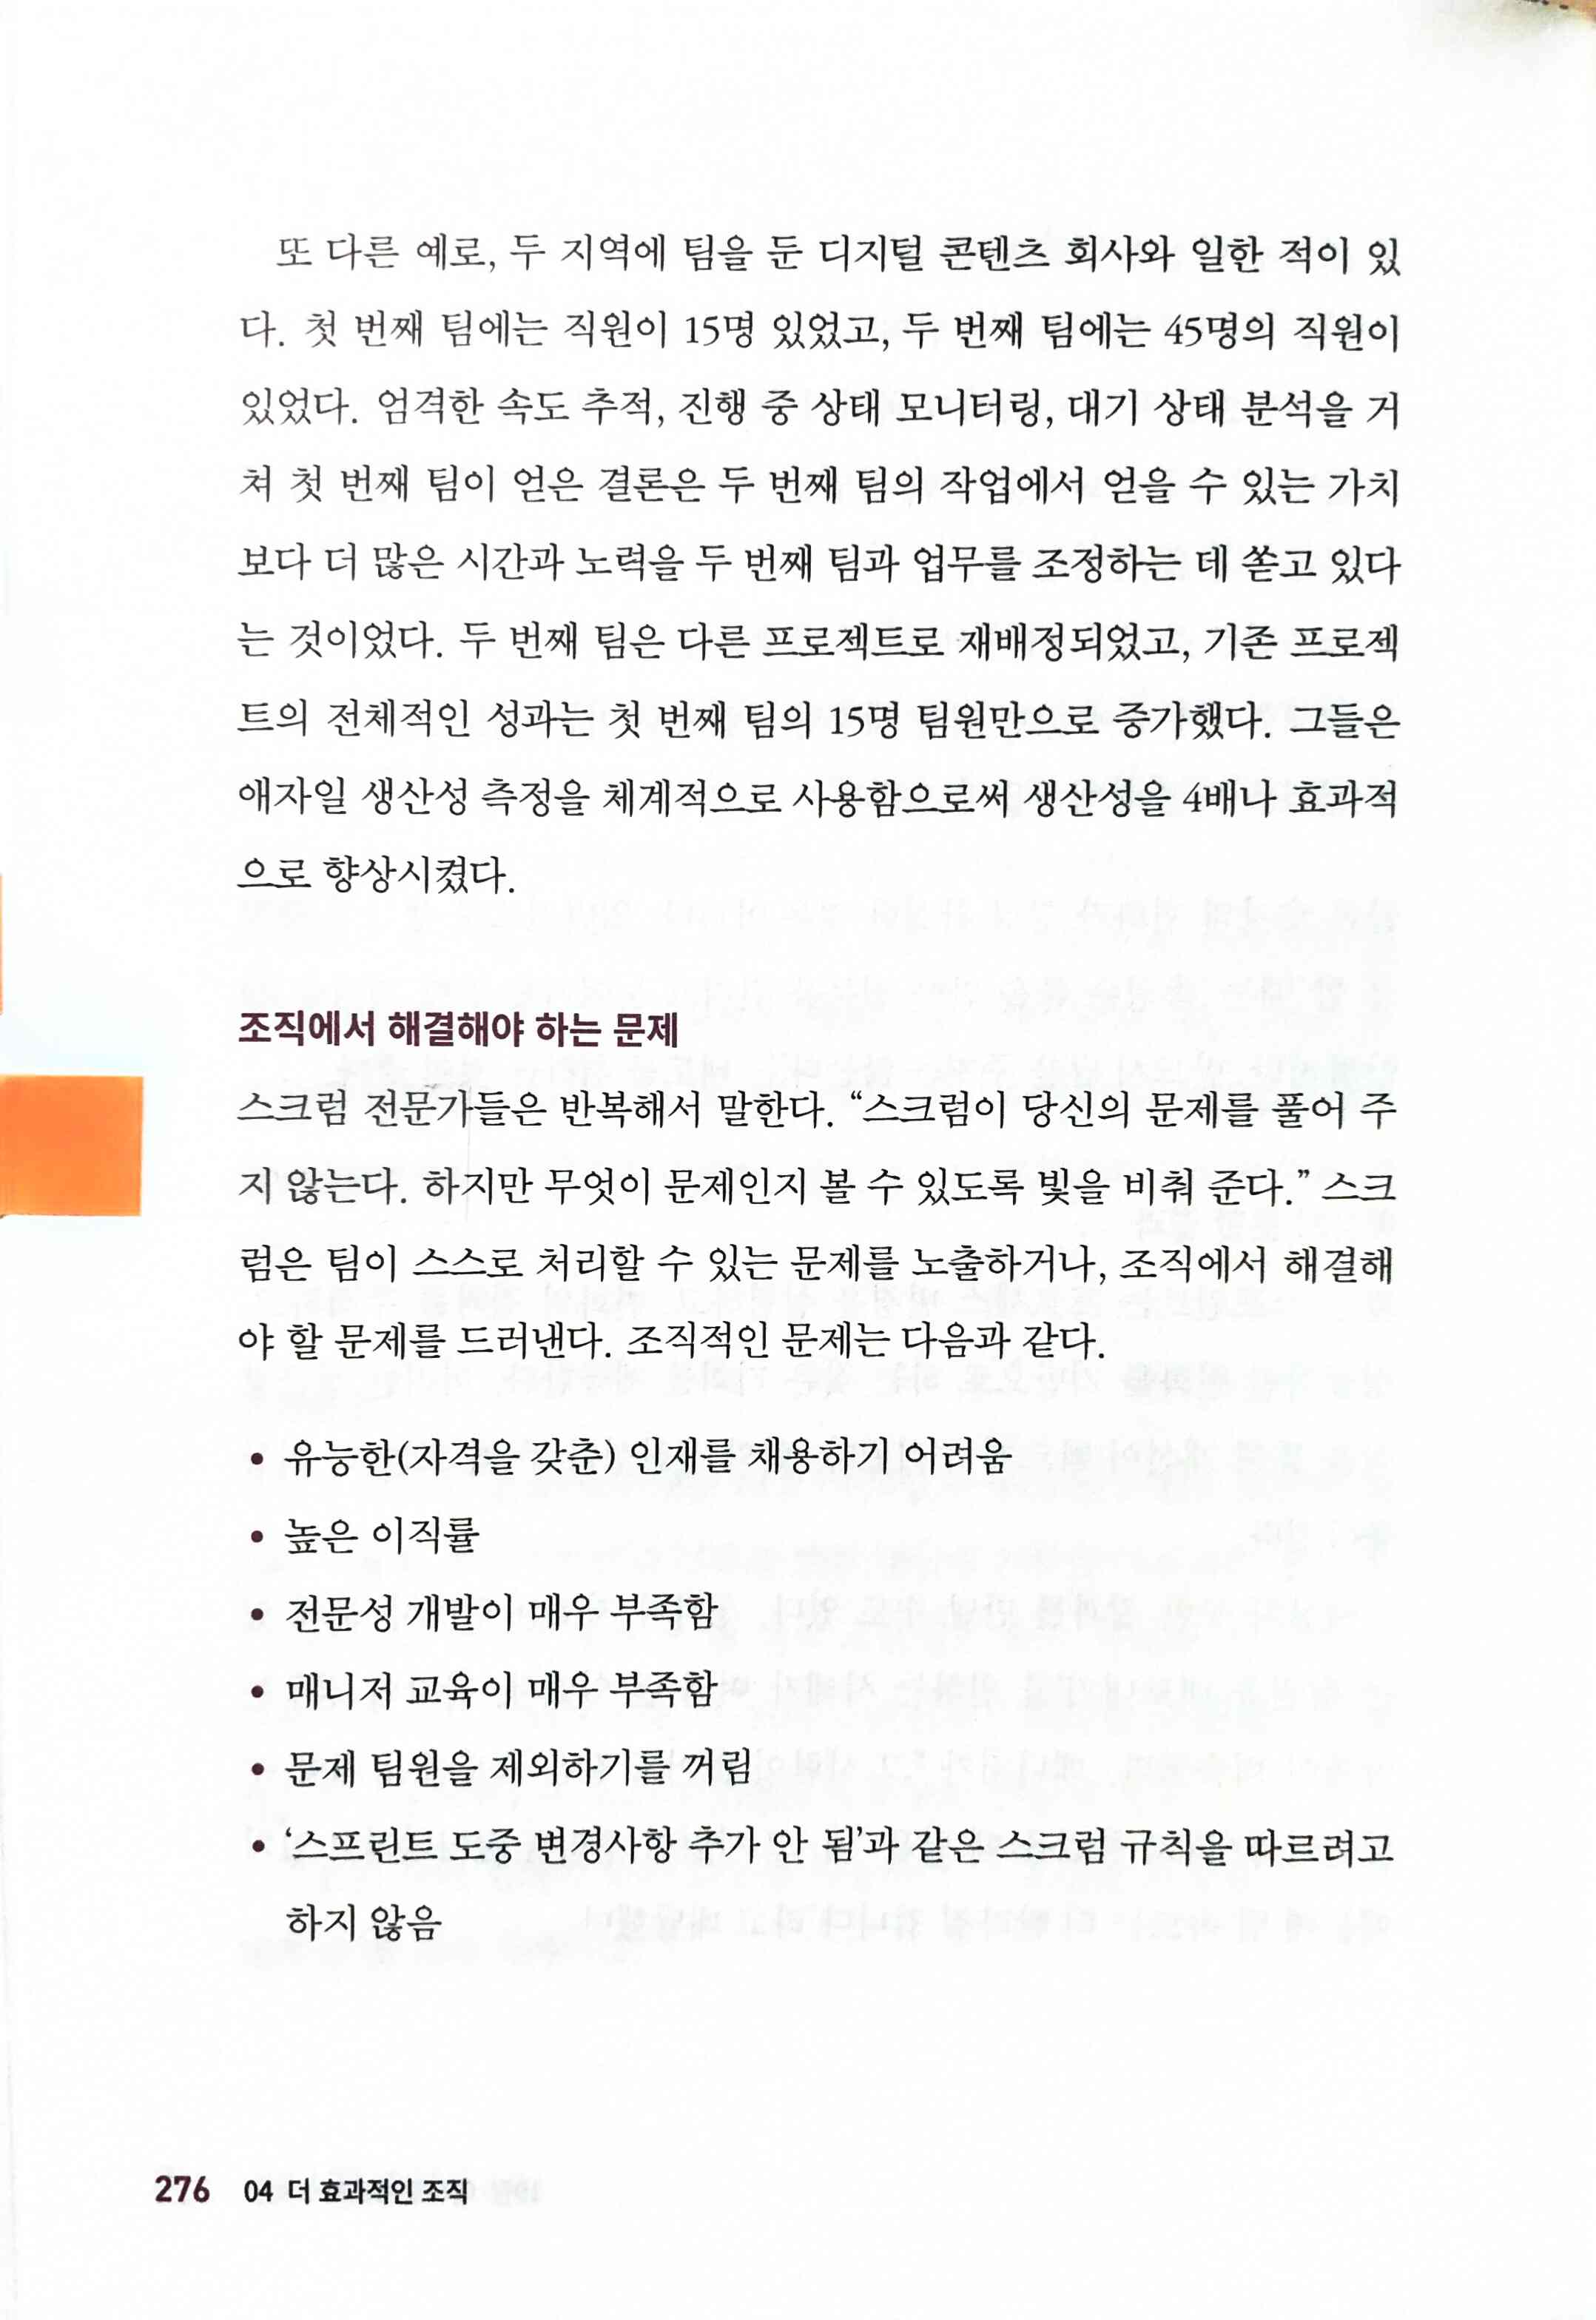 또 다른 예로, 두 지역에 팀을 둔 디지털 콘텐츠 회사와 일한 적이 있
다. 첫 번째 팀에는 직원이 15명 있었고, 두 번째 팀에는 45명의 직원이
있었다. 엄격한 속도 추적, 진행 중 상태 모니터링, 대기 상태 분석을 거
쳐 첫 번째 팀이 얻은 결론은 두 번째 팀의 작업에서 얻을 수 있는 가치
보다 더 많은 시간과 노력을 두 번째 팀과 업무를 조정하는 데 쏟고 있다
는 것이었다. 두 번째 팀은 다른 프로젝트로 재배정되었고, 기존 프로젝
트의 전체적인 성과는 첫 번째 팀의 15명 팀원만으로 증가했다. 그들은
애자일 생산성 측정을 체계적으로 사용함으로써 생산성을 4배나 효과적
으로 향상시켰다.
조직에서 해결해야 하는 문제
스크럼 전문가들은 반복해서 말한다. “스크럼이 당신의 문제를 풀어 주
지 않는다. 하지만 무엇이 문제인지 볼 수 있도록 빛을 비춰 준다.” 스크
럼은 팀이 스스로 처리할 수 있는 문제를 노출하거나, 조직에서 해결해
야 할 문제를 드러낸다. 조직적인 문제는 다음과 같다.
• 유능한(자격을 갖춘) 인재를 채용하기 어려움
• 높은 이직률
• 전문성 개발이 매우 부족함
• 매니저 교육이 매우 부족함
• 문제 팀원을 제외하기를 꺼림
• ‘스프린트 도중 변경사항 추가 안 됨’과 같은 스크럼 규칙을 따르려고
하지 않음
276 04 더 효과적인 조직